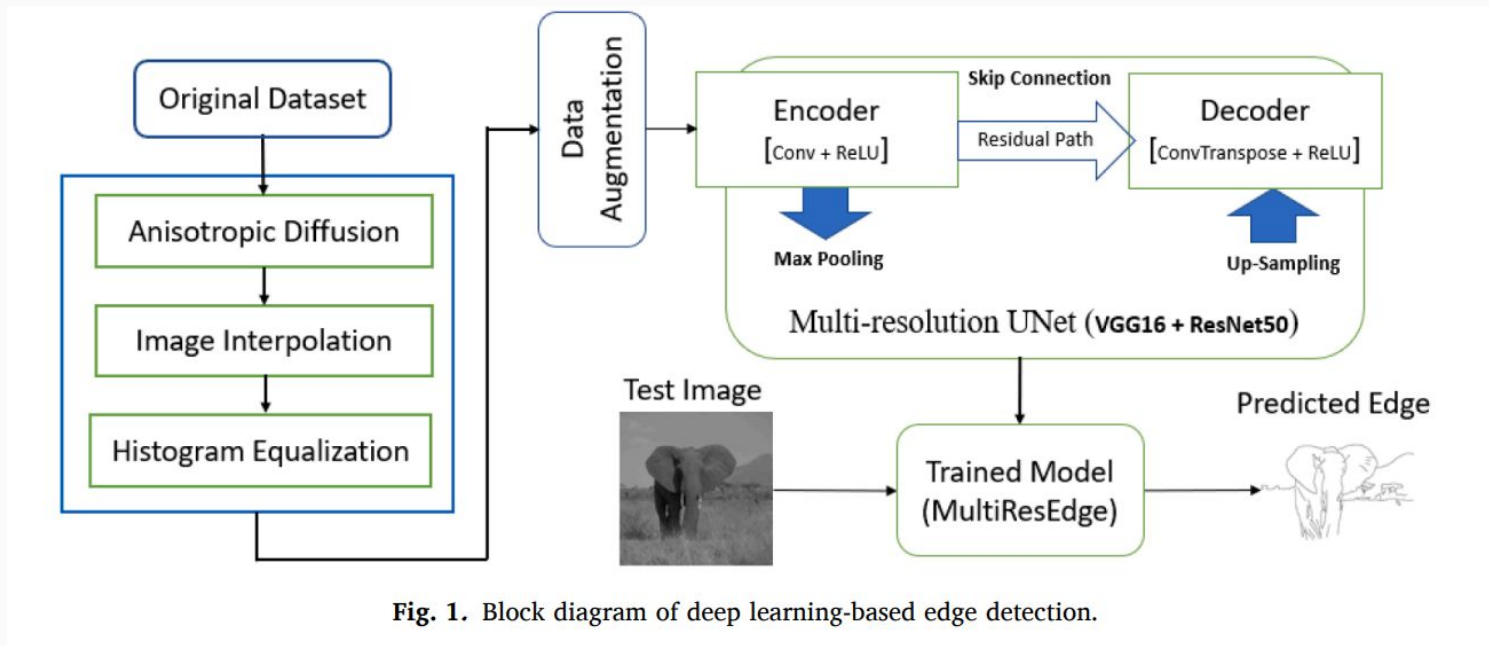 Original Dataset
Anisotropic Diffusion
Image Interpolation
Histogram Equalization
Data
Augmentation
Encoder
[Conv + ReLU]
Max Pooling
Skip Connection
Residual Path
Decoder
[ConvTranspose + ReLU]
Up-Sampling
Multi-resolution UNet (VGG16 + ResNet50)
Test Image
Trained Model
(MultiResEdge)
Predicted Edge
Fig. 1. Block diagram of deep learning-based edge detection.